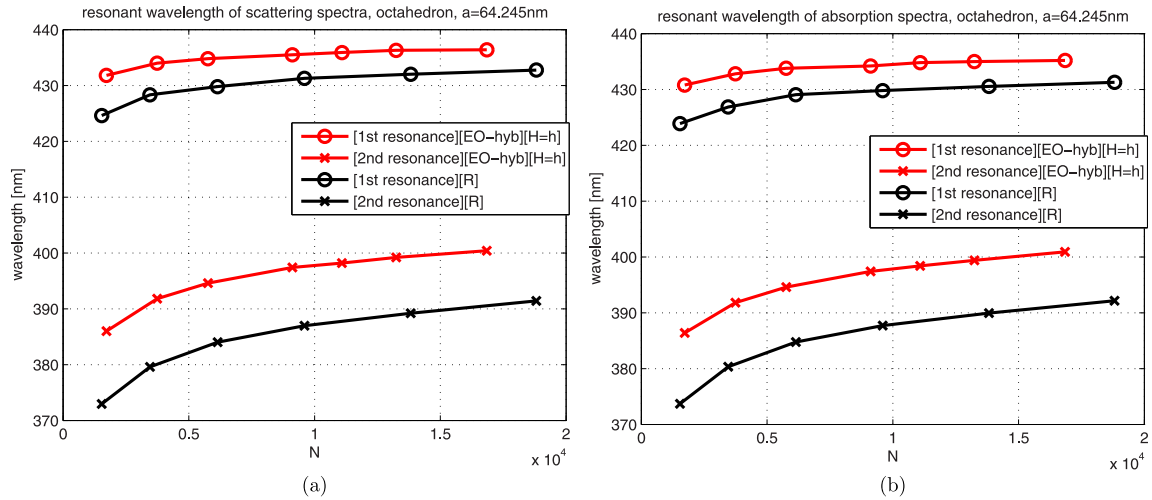 resonant wavelength of scattering spectra, octahedron, a=64.245nm
440
430
420
410
400
390
380
370
wavelength [nm]
[1st resonance][EO−hyb][H=h]
[2nd resonance][EO−hyb][H=h]
[1st resonance][R]
[2nd resonance][R]
0
0.5
1
1.5
2
N
x 10^4
(a)
resonant wavelength of absorption spectra, octahedron, a=64.245nm
440
430
420
410
400
390
380
370
wavelength [nm]
[1st resonance][EO−hyb][H=h]
[2nd resonance][EO−hyb][H=h]
[1st resonance][R]
[2nd resonance][R]
0
0.5
1
1.5
2
N
x 10^4
(b)